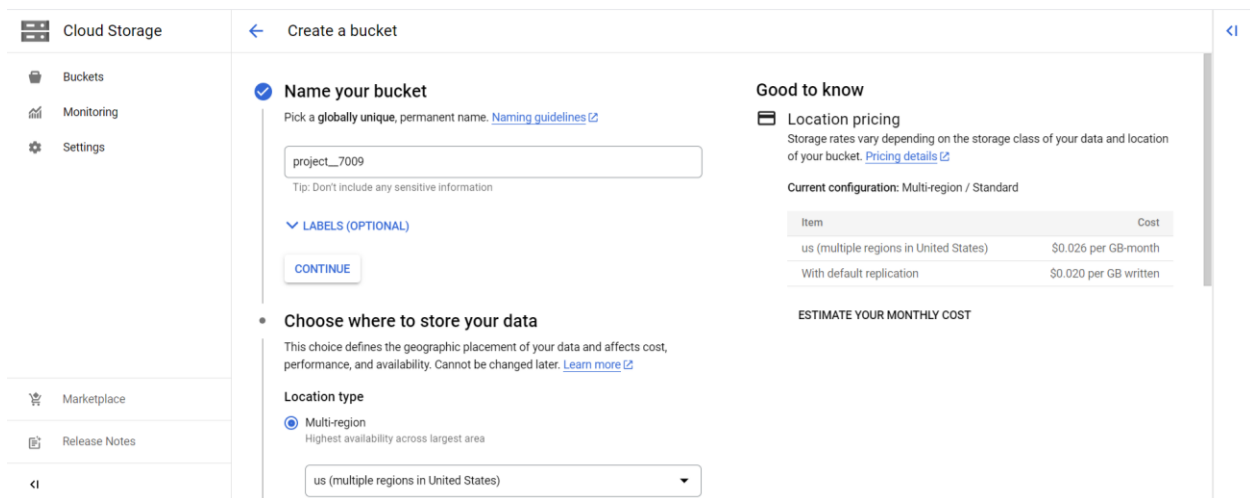 Cloud Storage
Create a bucket
Buckets
Monitoring
Settings
Marketplace
Release Notes
Name your bucket
Pick a globally unique, permanent name. Naming guidelines
project__7009
Tip: Don't include any sensitive information
LABELS (OPTIONAL)
CONTINUE
Choose where to store your data
This choice defines the geographic placement of your data and affects cost,
performance, and availability. Cannot be changed later. Learn more
Location type
Multi-region
Highest availability across largest area
us (multiple regions in United States)
Good to know
Location pricing
Storage rates vary depending on the storage class of your data and location
of your bucket. Pricing details
Current configuration: Multi-region / Standard
Item Cost
us (multiple regions in United States) $0.026 per GB-month
With default replication $0.020 per GB written
ESTIMATE YOUR MONTHLY COST